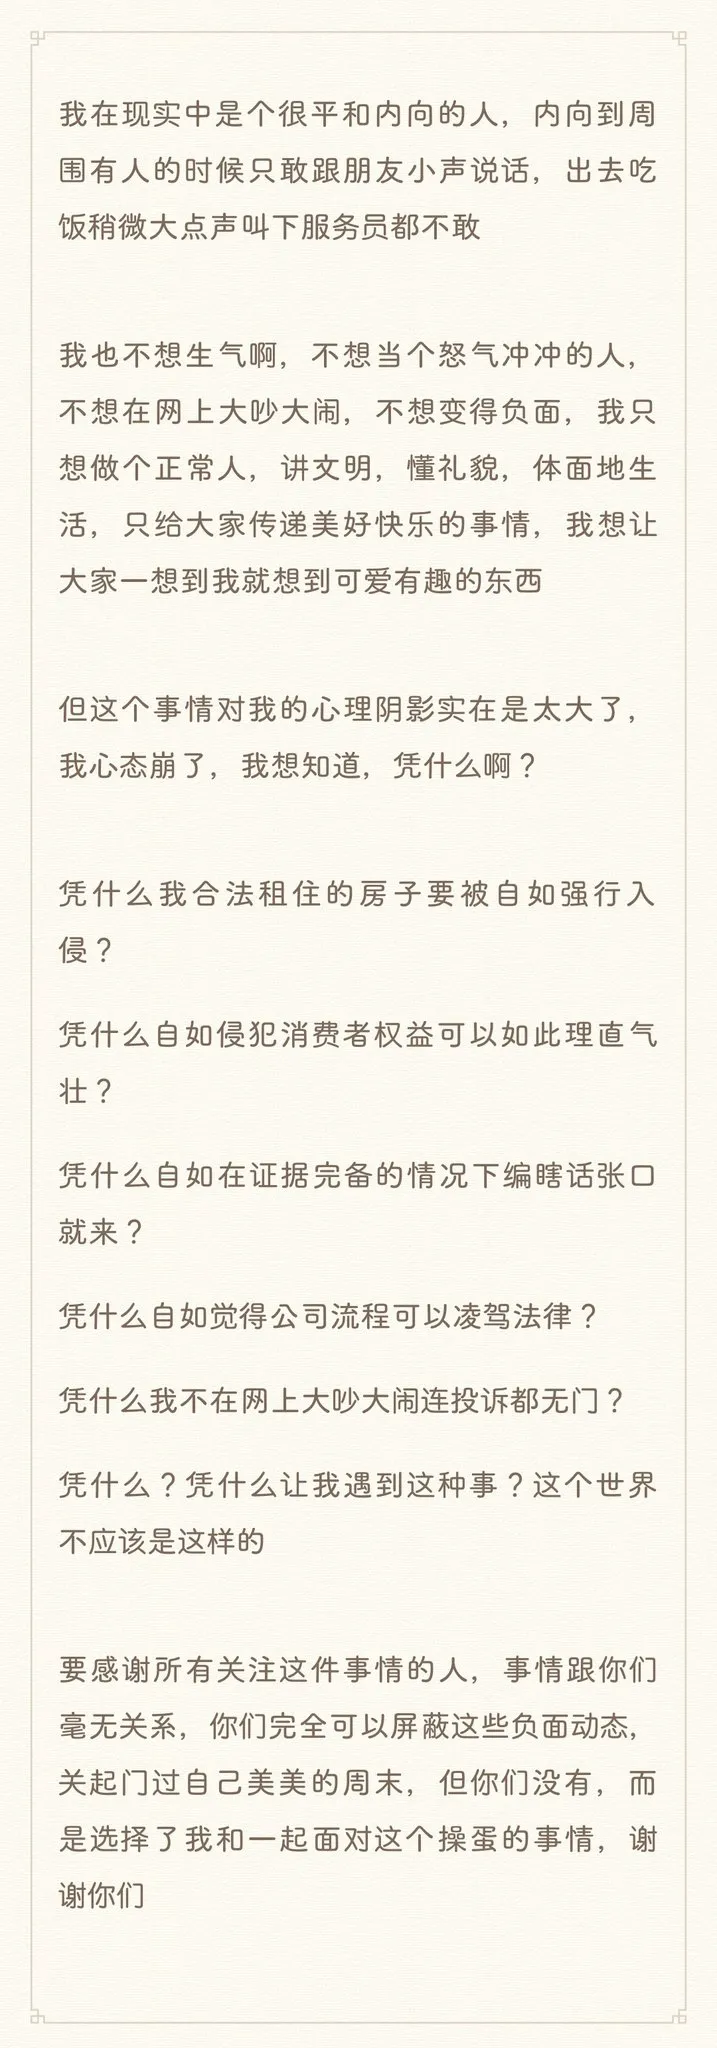 我在现实中是个很平和内向的人，内向到周
围有人的时候只敢跟朋友小声说话，出去吃
饭稍微大点声叫下服务员都不敢
我也不想生气啊，不想当个怒气冲冲的人，
不想在网上大吵大闹，不想变得负面，我只
想做个正常人，讲文明，懂礼貌，体面地生
活，只给大家传递美好快乐的事情，我想让
大家一想到我就想到可爱有趣的东西
但这个事情对我的心理阴影实在是太大了，
我心态崩了，我想知道，凭什么啊？
凭什么我合法租住的房子要被自如强行入
侵？
凭什么自如侵犯消费者权益可以如此理直气
壮？
凭什么自如在证据完备的情况下编瞎话张口
就来？
凭什么自如觉得公司流程可以凌驾法律？
凭什么我不在网上大吵大闹连投诉都无门？
凭什么？凭什么让我遇到这种事？这个世界
不应该是这样的
要感谢所有关注这件事情的人，事情跟你们
毫无关系，你们完全可以屏蔽这些负面动态，
关起门过自己美美的周末，但你们没有，而
是选择了我和一起面对这个操蛋的事情，谢
谢你们